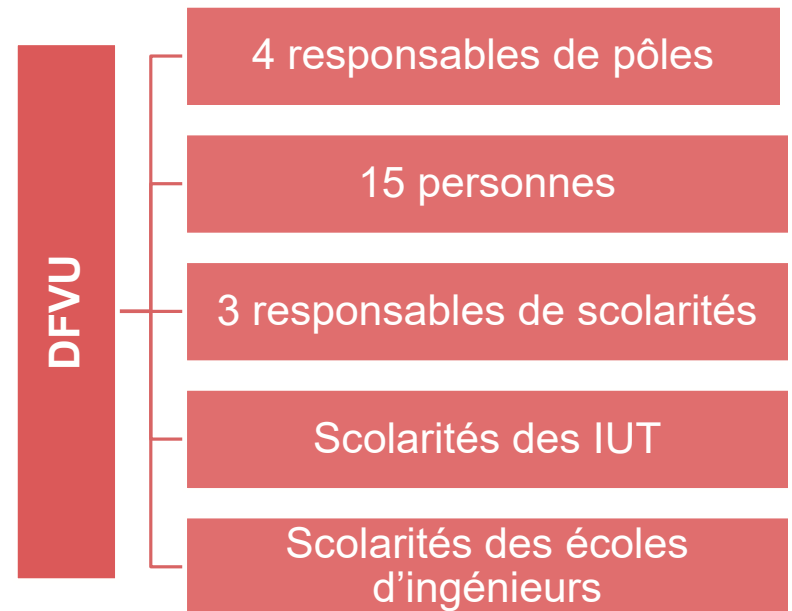 DFVU
4 responsables de pôles
15 personnes
3 responsables de scolarités
Scolarités des IUT
Scolarités des écoles
d’ingénieurs